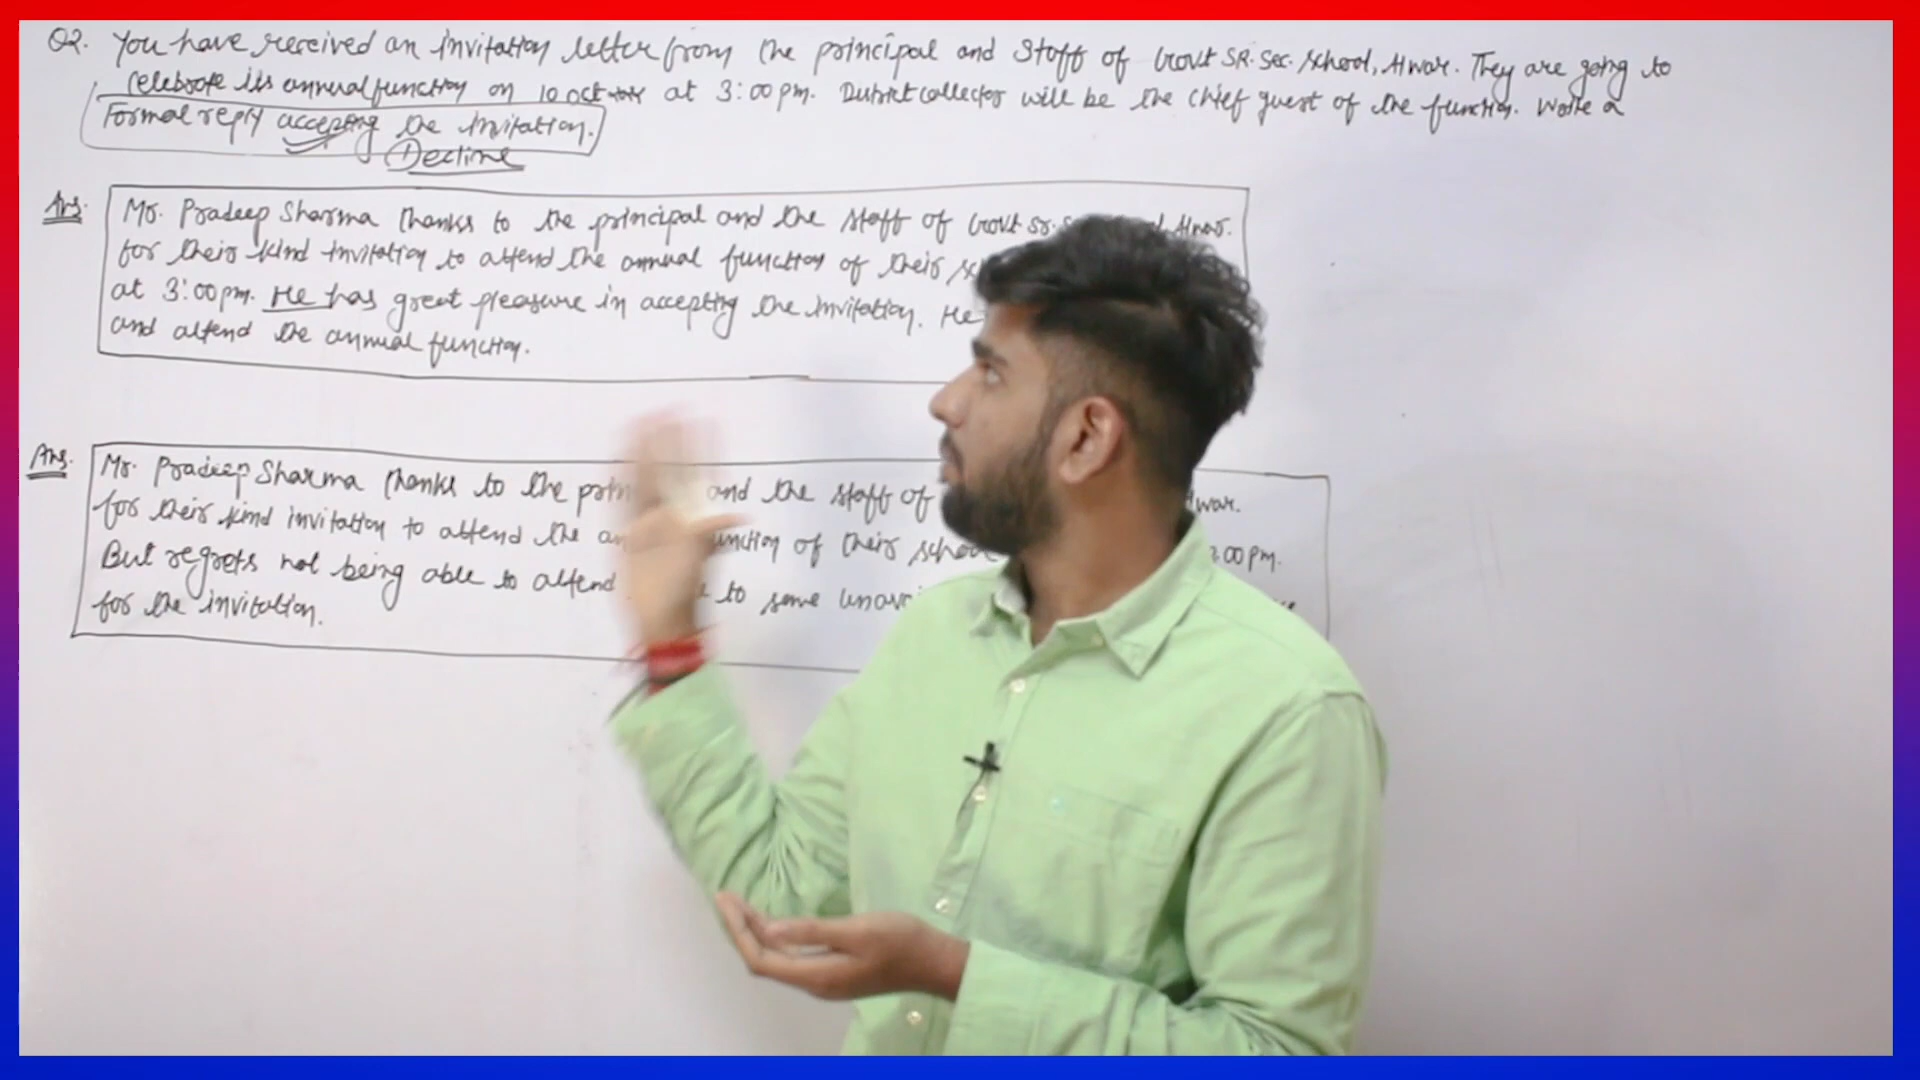 Q2. You have received an invitation letter from the principal and staff of Govt SR. Sec. School, Alwar. They are going to
celebrate its annual function on 10 Oct at 3:00 pm. District collector will be the chief guest of the function. Write a
Formal reply accepting the invitation.
Decline
Ans. Mr. Pradeep Sharma thanks to the principal and the staff of Govt Sr. Alwar.
for their kind invitation to attend the annual function of their
at 3:00 pm. He has great pleasure in accepting the invitation. He
and attend the annual function.
Ans. Mr. Pradeep Sharma thanks to the and the staff of
for their kind invitation to attend the of their school 3:00 pm.
But regrets not being able to attend to some
for the invitation.